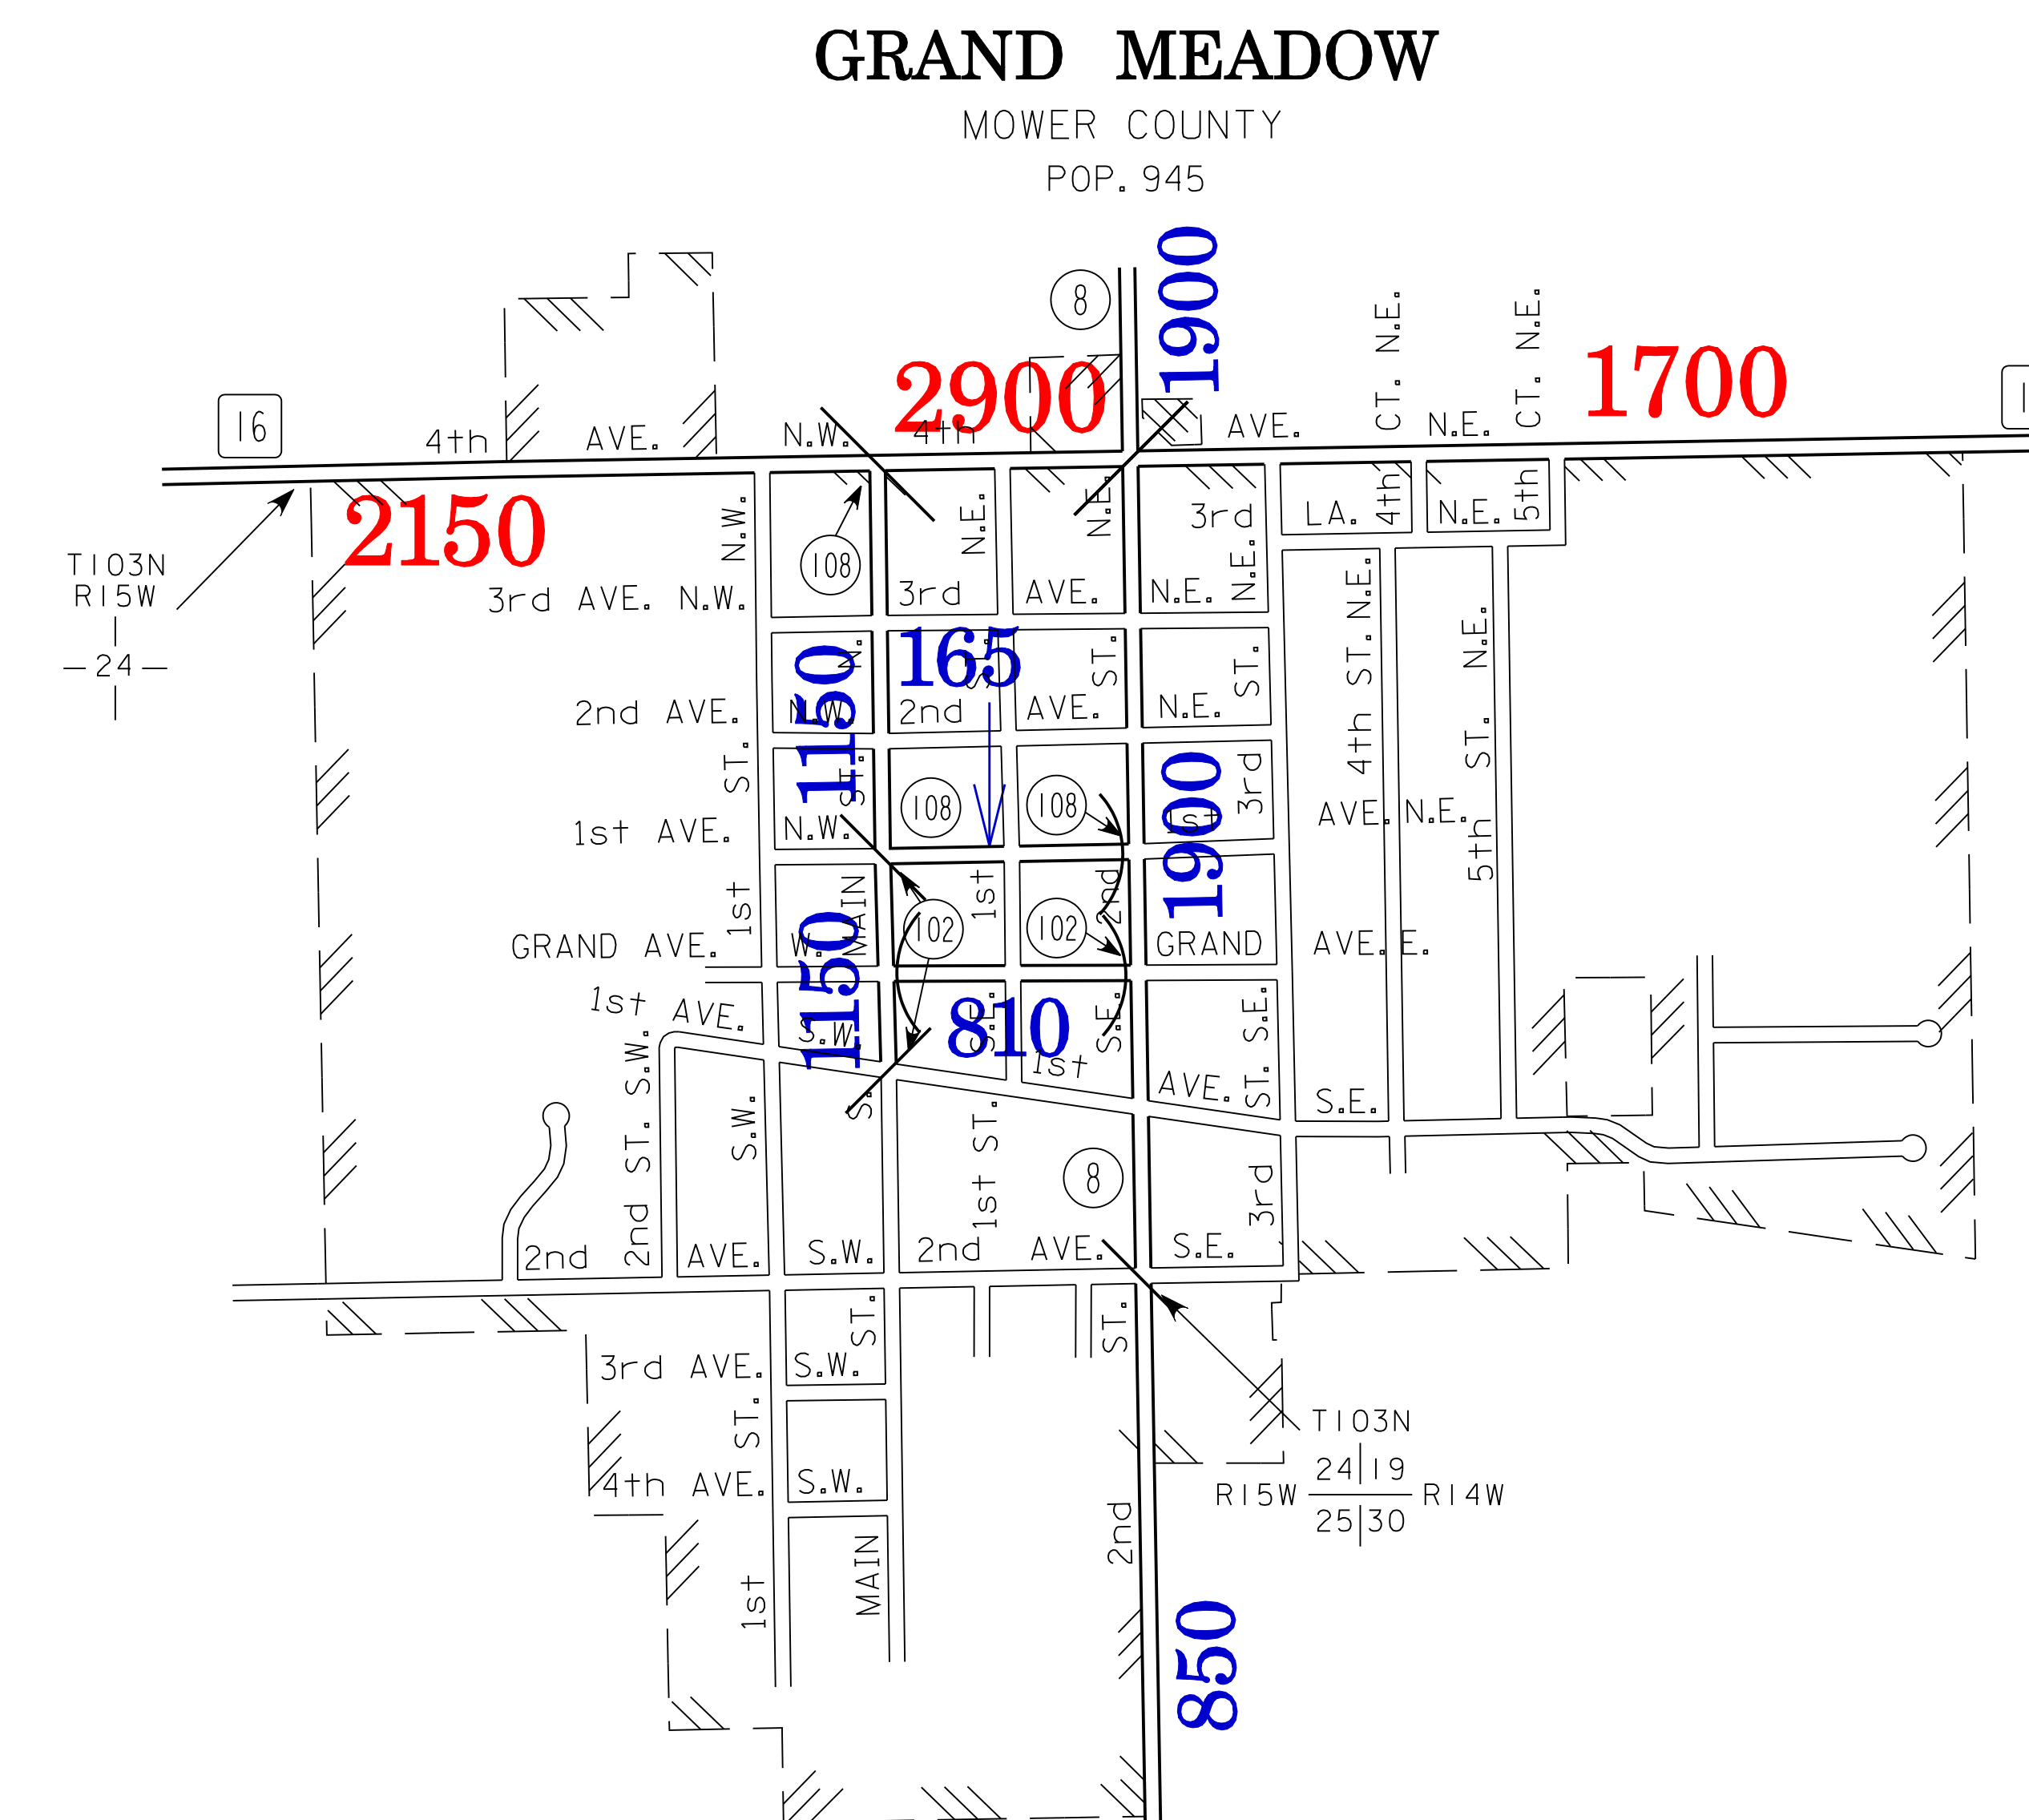 GRAND MEADOW
MOWER COUNTY
POP. 945
8
1900
CT. N.E.
CT. N.E.
2900
1700
16
4th AVE. N.W. 4th AVE. N.E.
2150
N.W.
N.E.
N.E.
3rd
LA.
4th
N.E.
5th
T103N
R15W
24
108
3rd AVE. N.W. 3rd AVE. N.E.
N.E.
4th ST. N.E.
N.E.
1150
N.
165
ST.
ST.
ST.
2nd AVE. N.W. 2nd AVE. N.E.
ST.
ST.
ST.
108
108
1900
3rd
1st AVE. N.W. 1st AVE. N.E.
5th
1st
MAIN
1st
2nd
102
102
GRAND AVE. W. GRAND AVE. E.
1150
1st AVE. S.W. 1st AVE. S.E.
810
S.E.
S.E.
ST. S.E.
2nd ST. S.W.
S.W.
S.
1st ST.
8
3rd
2nd AVE. S.W. 2nd AVE. S.E.
ST.
ST.
3rd AVE. S.W.
ST.
T103N
24 19
R15W R14W
25 30
4th AVE. S.W.
2nd
MAIN
1st
850